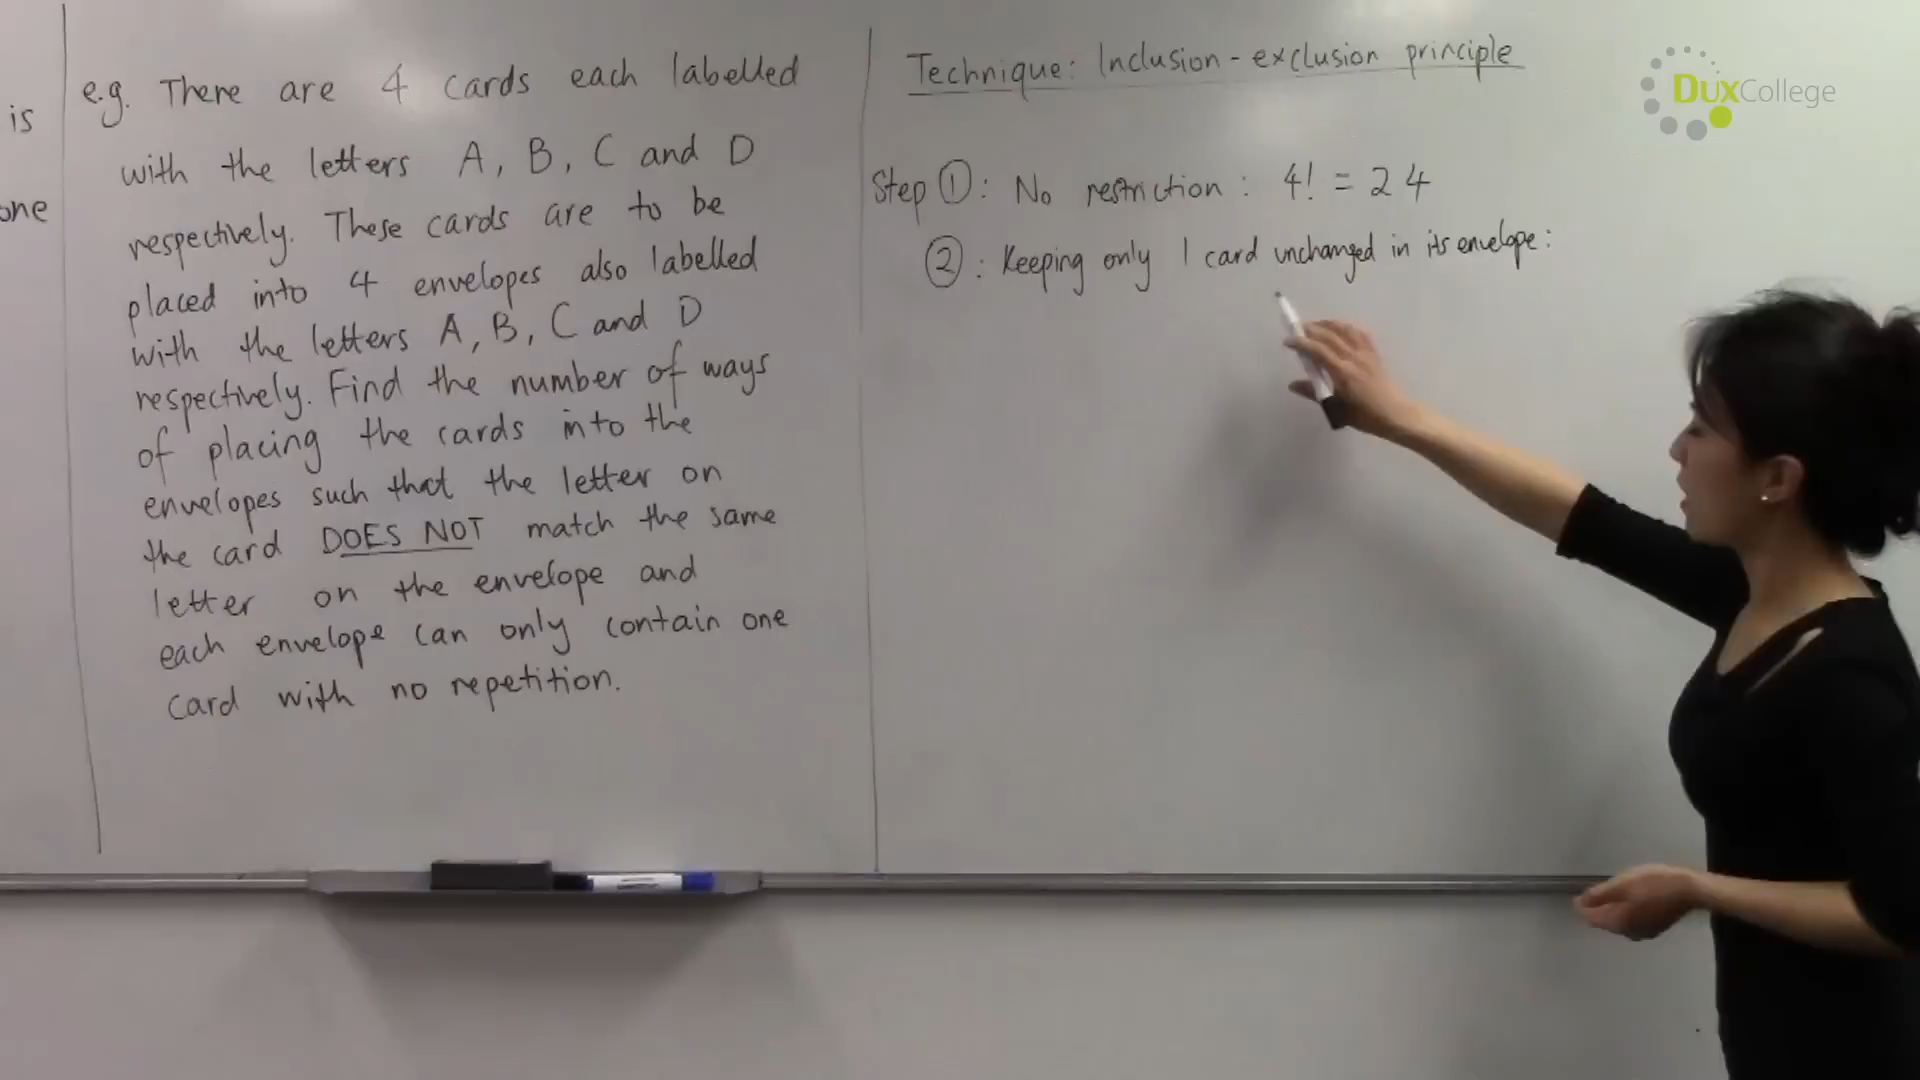 is
one
e.g. There are 4 cards each labelled
with the letters A, B, C and D
respectively. These cards are to be
placed into 4 envelopes also labelled
with the letters A, B, C and D
respectively. Find the number of ways
of placing the cards into the
envelopes such that the letter on
the card DOES NOT match the same
letter on the envelope and
each envelope can only contain one
card with no repetition.
Technique: Inclusion-exclusion principle
Step ①: No restriction: 4! = 24
②: Keeping only 1 card unchanged in its envelope:
DuxCollege